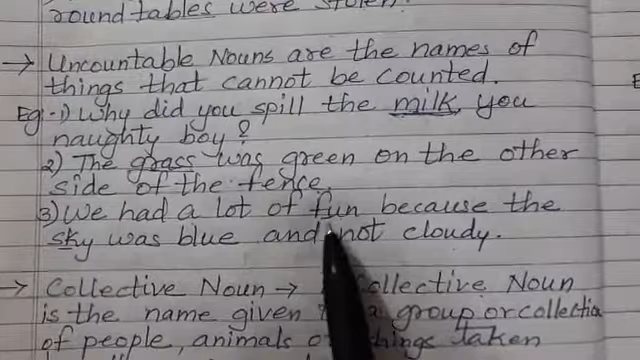 round tables were stolen.
→ Uncountable Nouns are the names of
things that cannot be counted.
Eg:-1) Why did you spill the milk, you
naughty boy?
2) The grass was green on the other
side of the fence.
3) We had a lot of fun because the
sky was blue and not cloudy.
→ Collective Noun → Collective Noun
is the name given a group or collectio
of people, animals or things taken